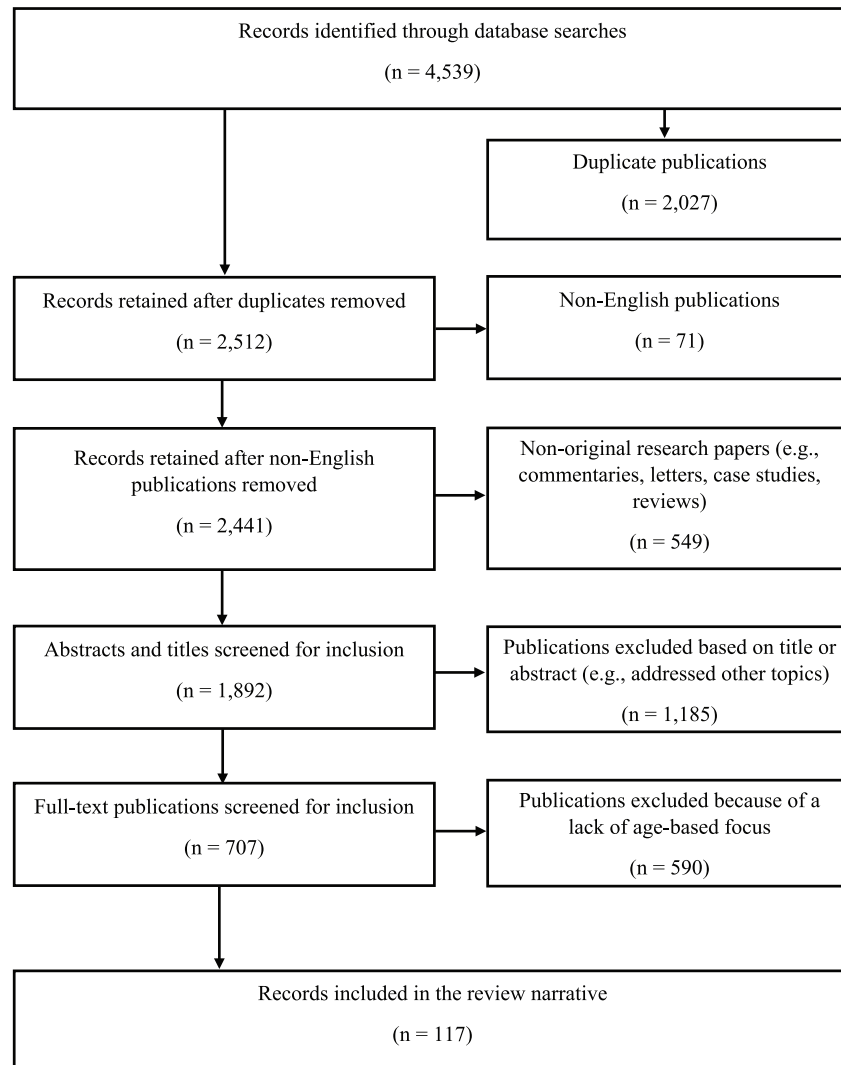 Records identified through database searches
(n = 4,539)
Duplicate publications
(n = 2,027)
Records retained after duplicates removed
(n = 2,512)
Non-English publications
(n = 71)
Records retained after non-English
publications removed
(n = 2,441)
Non-original research papers (e.g.,
commentaries, letters, case studies,
reviews)
(n = 549)
Abstracts and titles screened for inclusion
(n = 1,892)
Publications excluded based on title or
abstract (e.g., addressed other topics)
(n = 1,185)
Full-text publications screened for inclusion
(n = 707)
Publications excluded because of a
lack of age-based focus
(n = 590)
Records included in the review narrative
(n = 117)